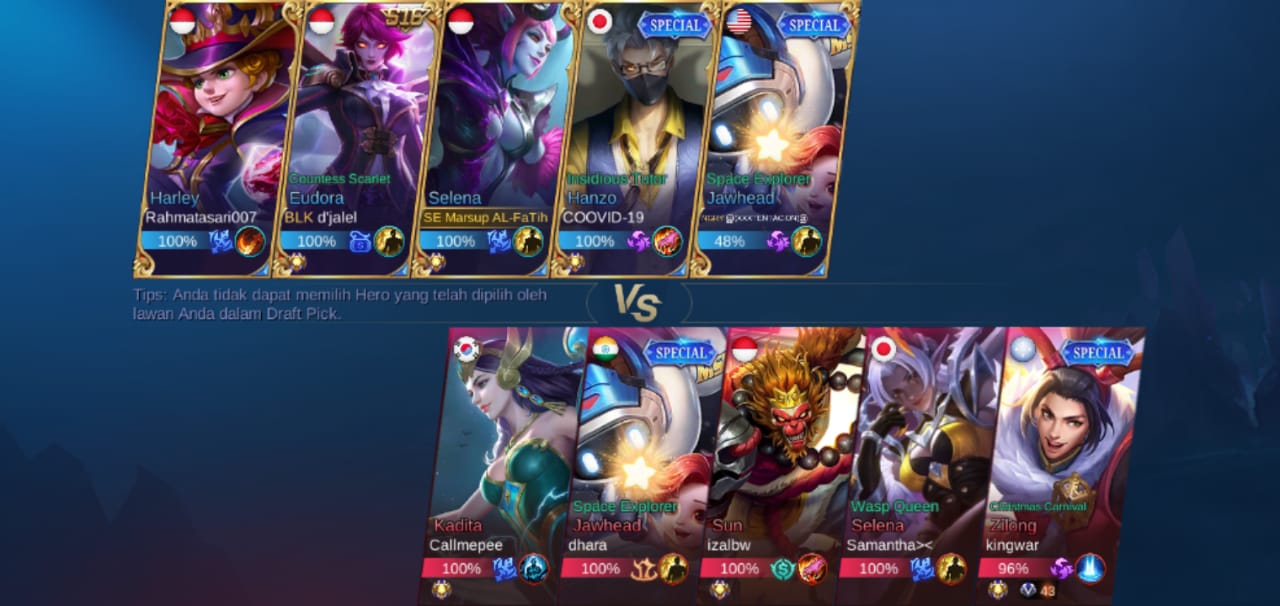 S16
SPECIAL
SPECIAL
Countess Scarlet
Insidious Tutor
Space Explorer
Harley
Eudora
Selena
Hanzo
Jawhead
Rahmatasari007
BLK d'jalel
SE Marsup AL-FaTih
COOVID-19
100%
100%
100%
100%
48%
Tips: Anda tidak dapat memilih Hero yang telah dipilih oleh
lawan Anda dalam Draft Pick.
VS
SPECIAL
SPECIAL
Space Explorer
Wasp Queen
Christmas Carnival
Kadita
Jawhead
Sun
Selena
Zilong
Callmepee
dhara
izalbw
Samantha><
kingwar
100%
100%
100%
100%
96%
43